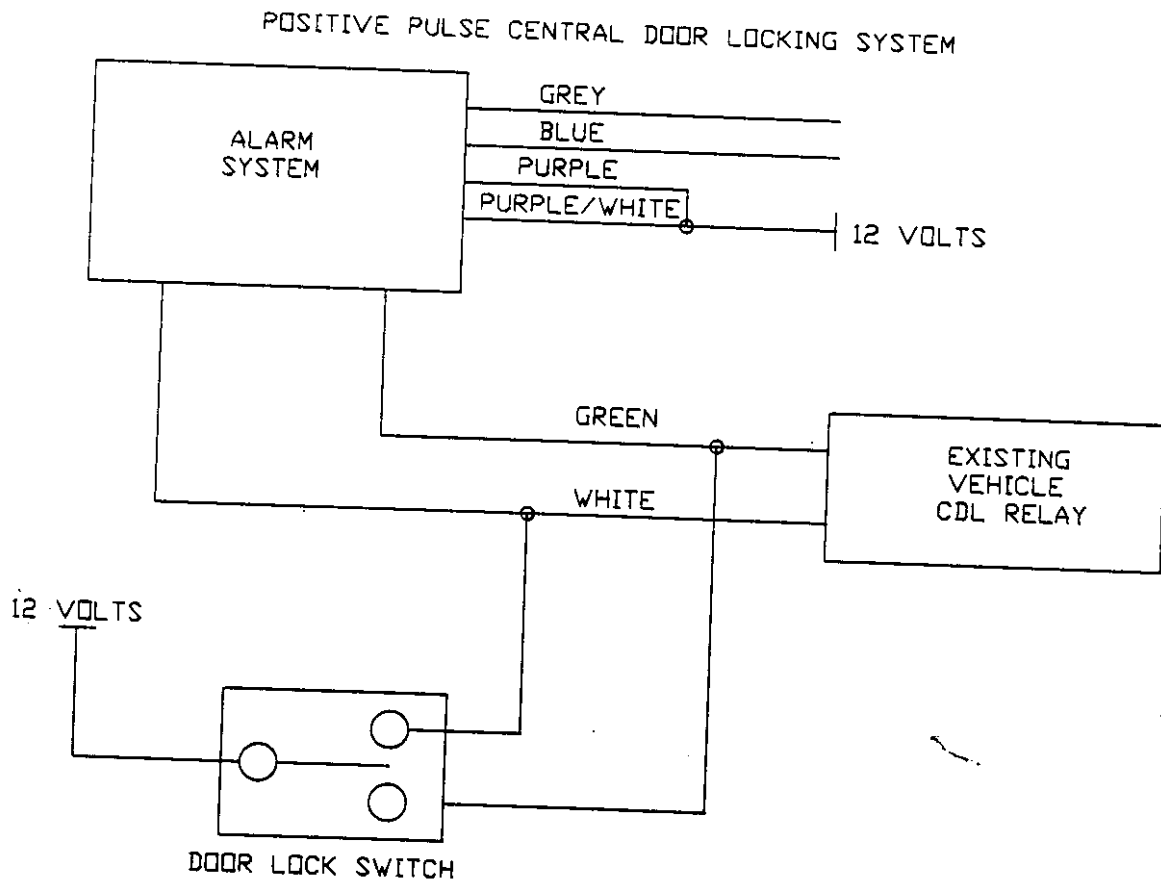 POSITIVE PULSE CENTRAL DOOR LOCKING SYSTEM
GREY
ALARM
SYSTEM
BLUE
PURPLE
PURPLE/WHITE
12 VOLTS
GREEN
EXISTING
VEHICLE
CDL RELAY
WHITE
12 VOLTS
DOOR LOCK SWITCH